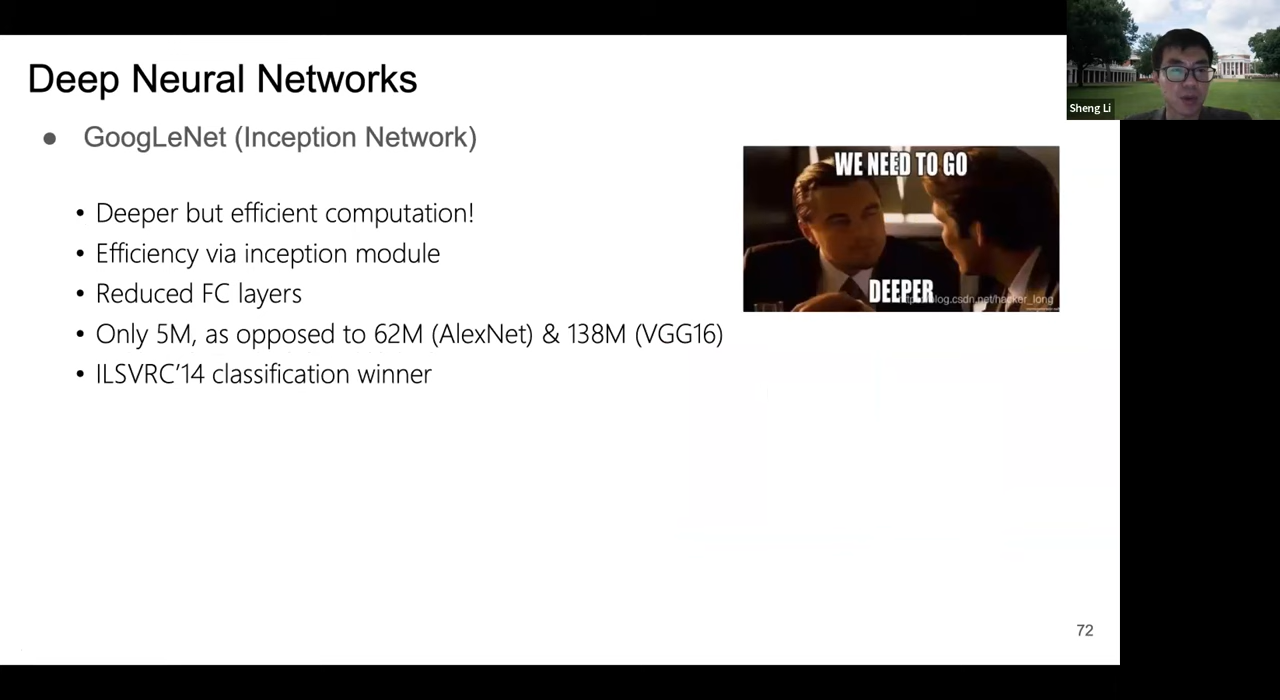 Deep Neural Networks
Sheng Li
● GoogLeNet (Inception Network)
WE NEED TO GO
DEEPER
blog.csdn.net/hacker_long
• Deeper but efficient computation!
• Efficiency via inception module
• Reduced FC layers
• Only 5M, as opposed to 62M (AlexNet) & 138M (VGG16)
• ILSVRC’14 classification winner
72